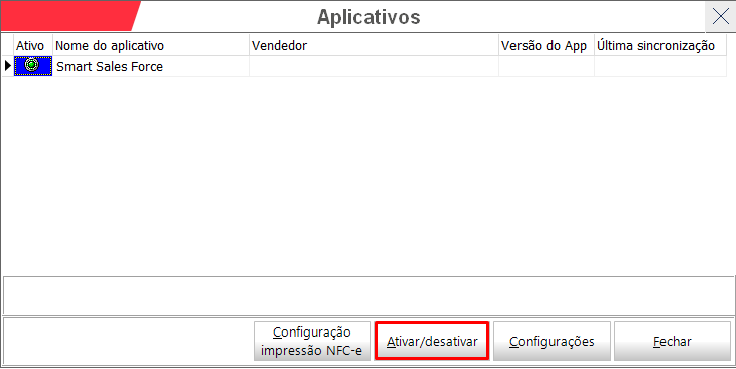 Aplicativos
Ativo Nome do aplicativo Vendedor Versão do App Última sincronização
Smart Sales Force
Configuração
impressão NFC-e
Ativar/desativar
Configurações
Fechar